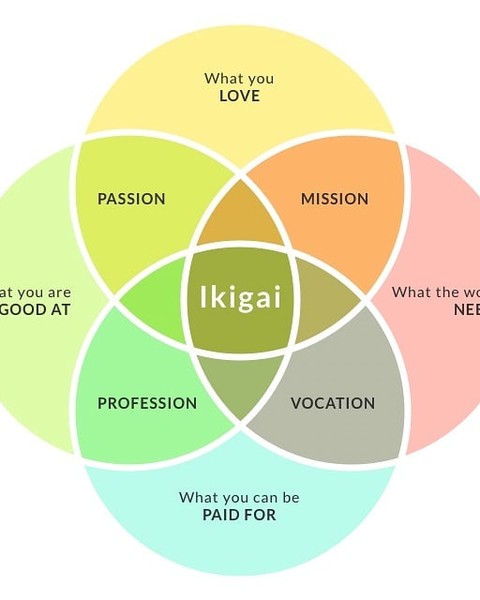 What you
LOVE
PASSION
MISSION
at you are
GOOD AT
Ikigai
What the wo
NEE
PROFESSION
VOCATION
What you can be
PAID FOR